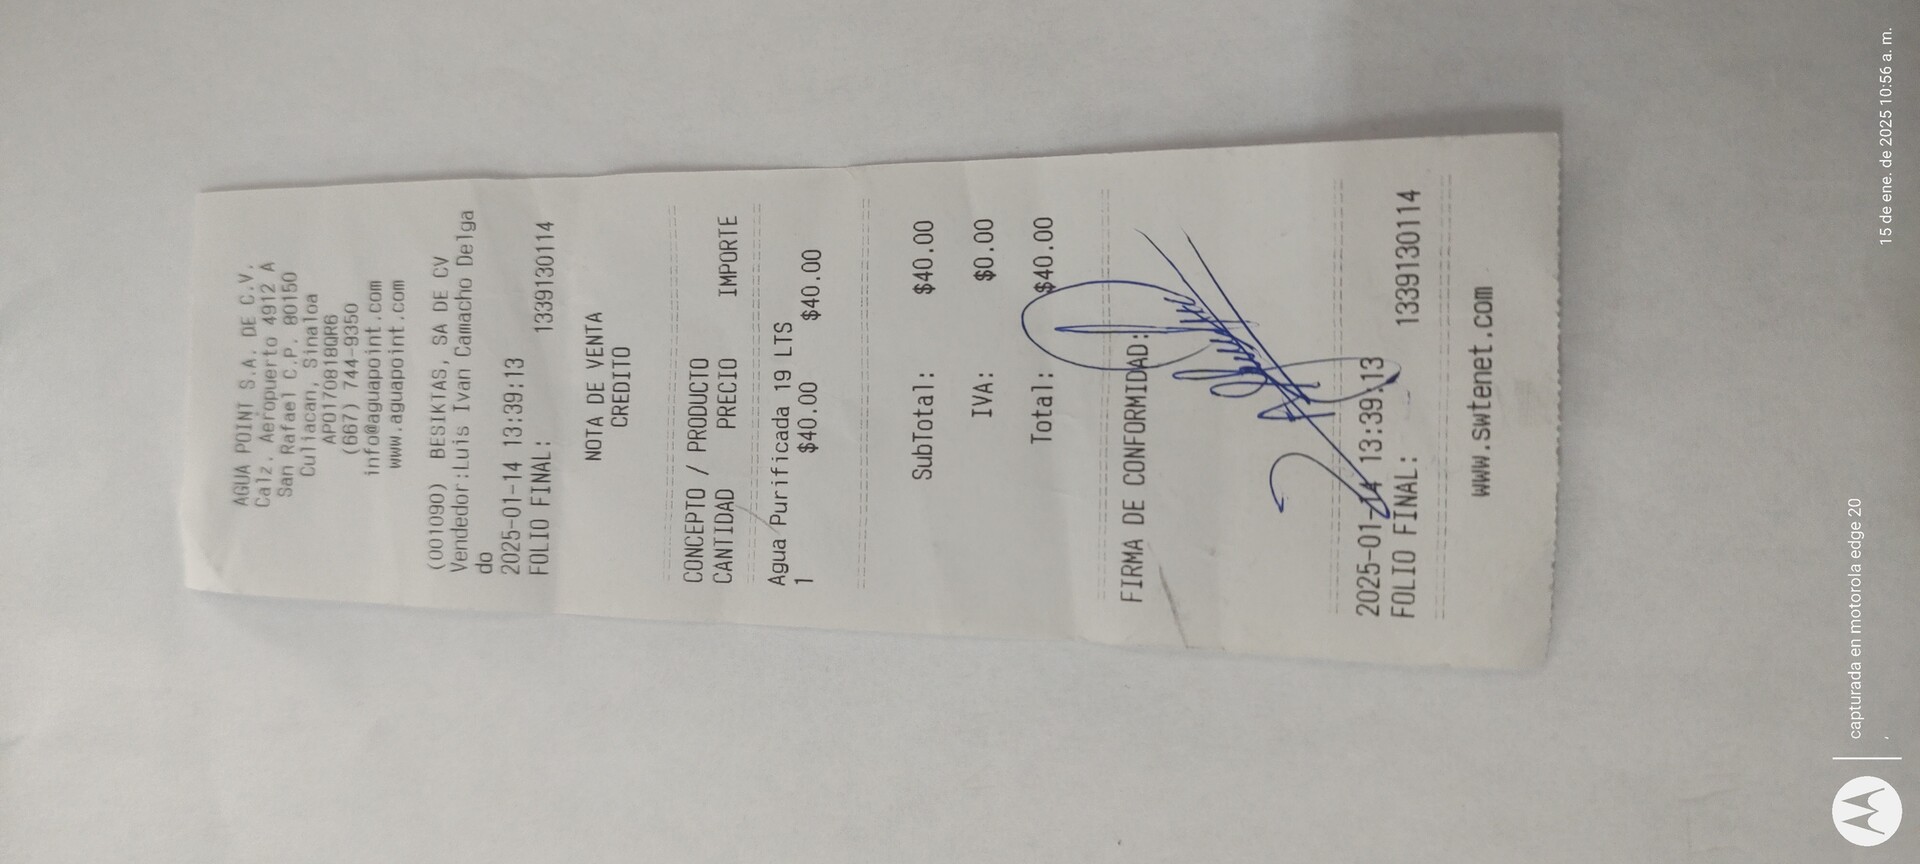 AGUA POINT S.A. DE C.V.
Calz. Aeropuerto 4912 A
San Rafael C.P. 80150
Culiacan, Sinaloa
APO170818QR6
(667) 744-9350
info@aguapoint.com
www.aguapoint.com
(001090) BESIKTAS, SA DE CV
Vendedor:Luis Ivan Camacho Delga
do
2025-01-14 13:39:13
FOLIO FINAL: 1339130114
NOTA DE VENTA
CREDITO
CONCEPTO / PRODUCTO
CANTIDAD PRECIO IMPORTE
Agua Purificada 19 LTS
1 $40.00 $40.00
SubTotal: $40.00
IVA: $0.00
Total: $40.00
FIRMA DE CONFORMIDAD:
2025-01-14 13:39:13
FOLIO FINAL: 1339130114
www.swtenet.com
capturada en motorola edge 20
,
15 de ene. de 2025 10:56 a. m.